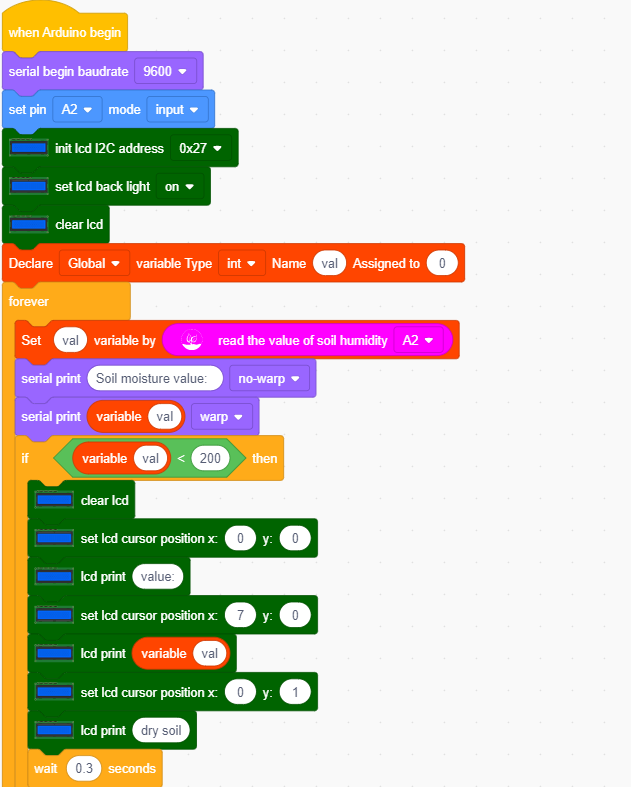 when Arduino begin
serial begin baudrate 9600
set pin A2 mode input
init lcd I2C address 0x27
set lcd back light on
clear lcd
Declare Global variable Type int Name val Assigned to 0
forever
Set val variable by read the value of soil humidity A2
serial print Soil moisture value: no-warp
serial print variable val warp
if variable val < 200 then
clear lcd
set lcd cursor position x: 0 y: 0
lcd print value:
set lcd cursor position x: 7 y: 0
lcd print variable val
set lcd cursor position x: 0 y: 1
lcd print dry soil
wait 0.3 seconds